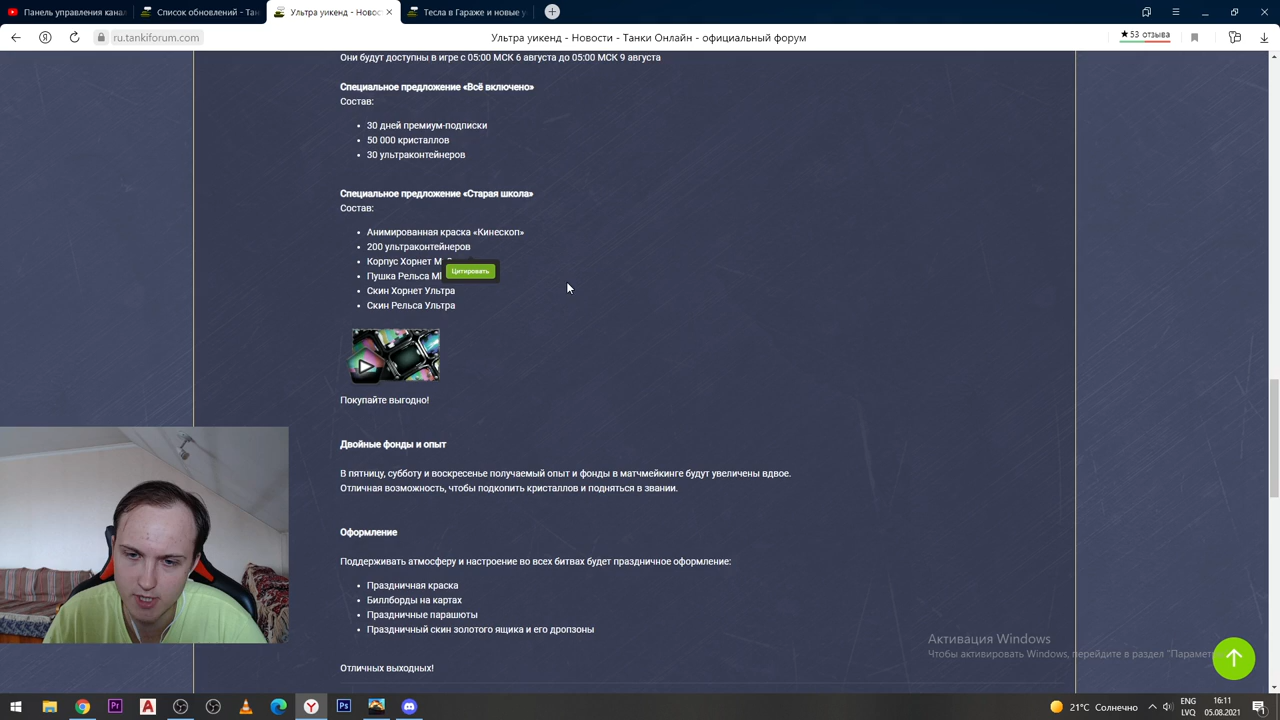 Панель управления канал
Список обновлений - Тан
Ультра уикенд - Новос
Тесла в Гараже и новые у
ru.tankiforum.com
Ультра уикенд - Новости - Танки Онлайн - официальный форум
★53 отзыва
Они будут доступны в игре с 05:00 МСК 6 августа до 05:00 МСК 9 августа
Специальное предложение «Всё включено»
Состав:
30 дней премиум-подписки
50 000 кристаллов
30 ультраконтейнеров
Специальное предложение «Старая школа»
Состав:
Анимированная краска «Кинескоп»
200 ультраконтейнеров
Корпус Хорнет
Цитировать
Пушка Рельса
Скин Хорнет Ультра
Скин Рельса Ультра
Покупайте выгодно!
Двойные фонды и опыт
В пятницу, субботу и воскресенье получаемый опыт и фонды в матчмейкинге будут увеличены вдвое.
Отличная возможность, чтобы подкопить кристаллов и подняться в звании.
Оформление
Поддерживать атмосферу и настроение во всех битвах будет праздничное оформление:
Праздничная краска
Биллборды на картах
Праздничные парашюты
Праздничный скин золотого ящика и его дропзоны
Отличных выходных!
Активация Windows
Чтобы активировать Windows, перейдите в раздел "Парамет
21°C Солнечно
ENG
LVQ
16:11
05.08.2021